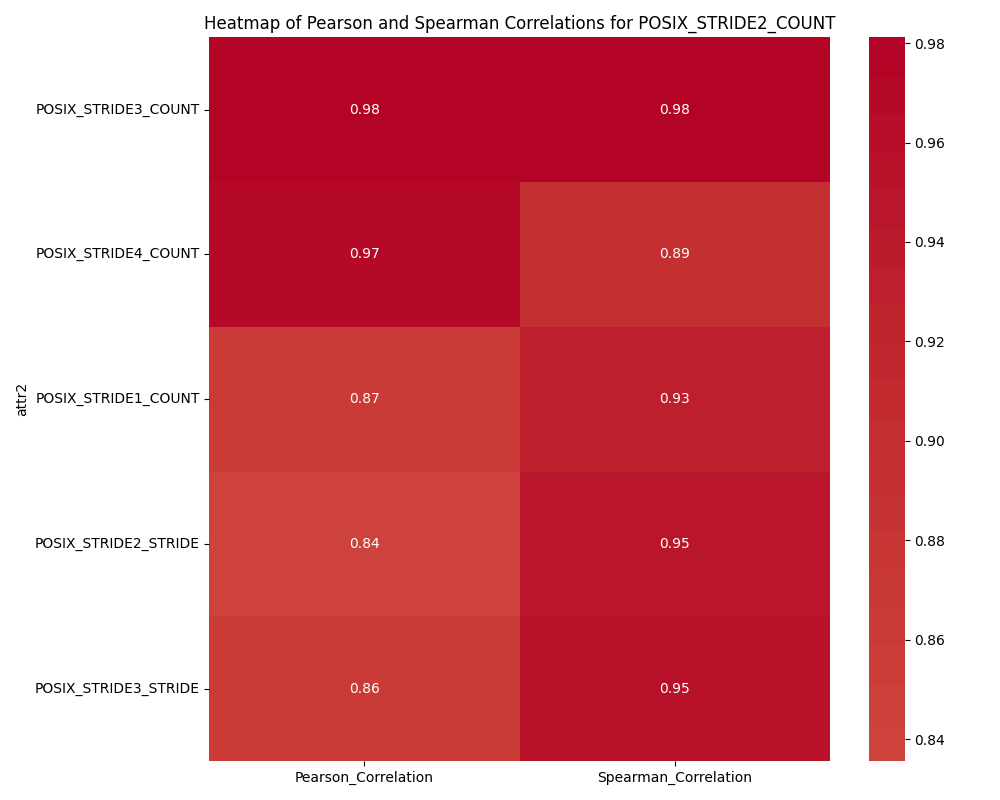 Heatmap of Pearson and Spearman Correlations for POSIX_STRIDE2_COUNT
attr2
POSIX_STRIDE3_COUNT 0.98 0.98
POSIX_STRIDE4_COUNT 0.97 0.89
POSIX_STRIDE1_COUNT 0.87 0.93
POSIX_STRIDE2_STRIDE 0.84 0.95
POSIX_STRIDE3_STRIDE 0.86 0.95
Pearson_Correlation Spearman_Correlation
0.98
0.96
0.94
0.92
0.90
0.88
0.86
0.84